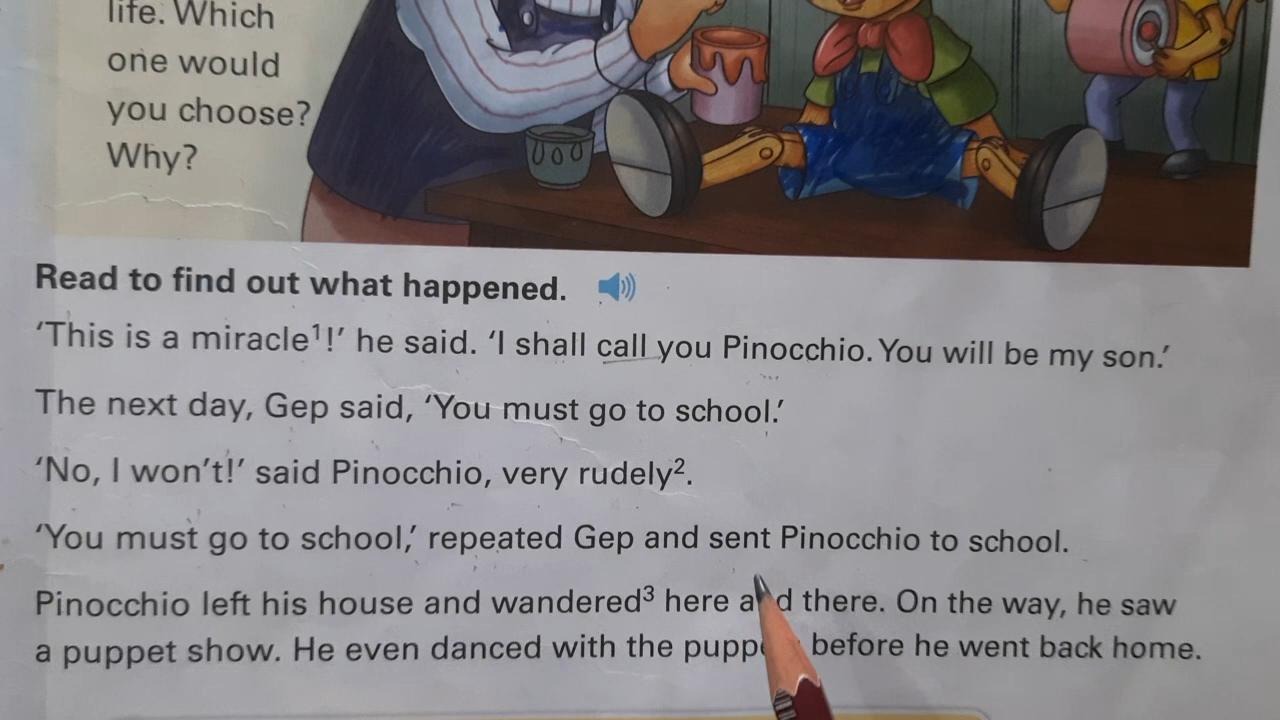 life. Which
one would
you choose?
Why?
Read to find out what happened.
‘This is a miracle¹!’ he said. ‘I shall call you Pinocchio. You will be my son.’
The next day, Gep said, ‘You must go to school.’
‘No, I won’t!’ said Pinocchio, very rudely².
‘You must go to school,’ repeated Gep and sent Pinocchio to school.
Pinocchio left his house and wandered³ here and there. On the way, he saw
a puppet show. He even danced with the before he went back home.